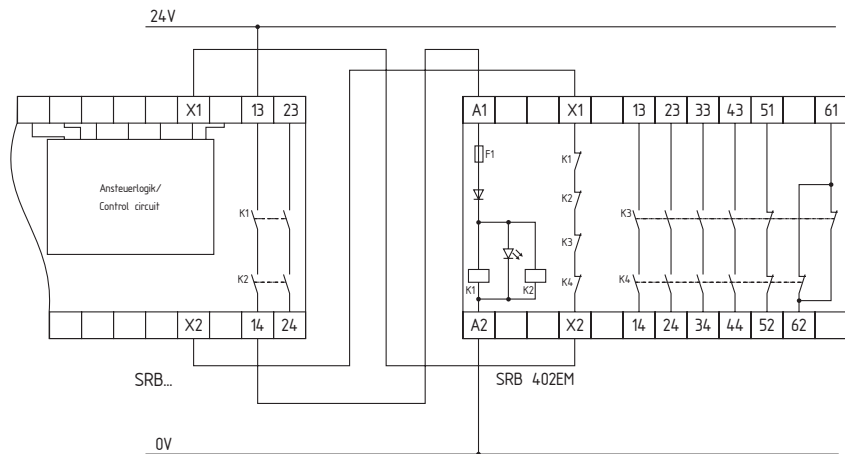 24V
X1 13 23
A1 X1 13 23 33 43 51 61
F1
K1
K2
K3
K4
Ansteuerlogik/
Control circuit
K1
K2
K3
K4
K1 K2
X2 14 24
A2 X2 14 24 34 44 52 62
SRB...
SRB 402EM
0V